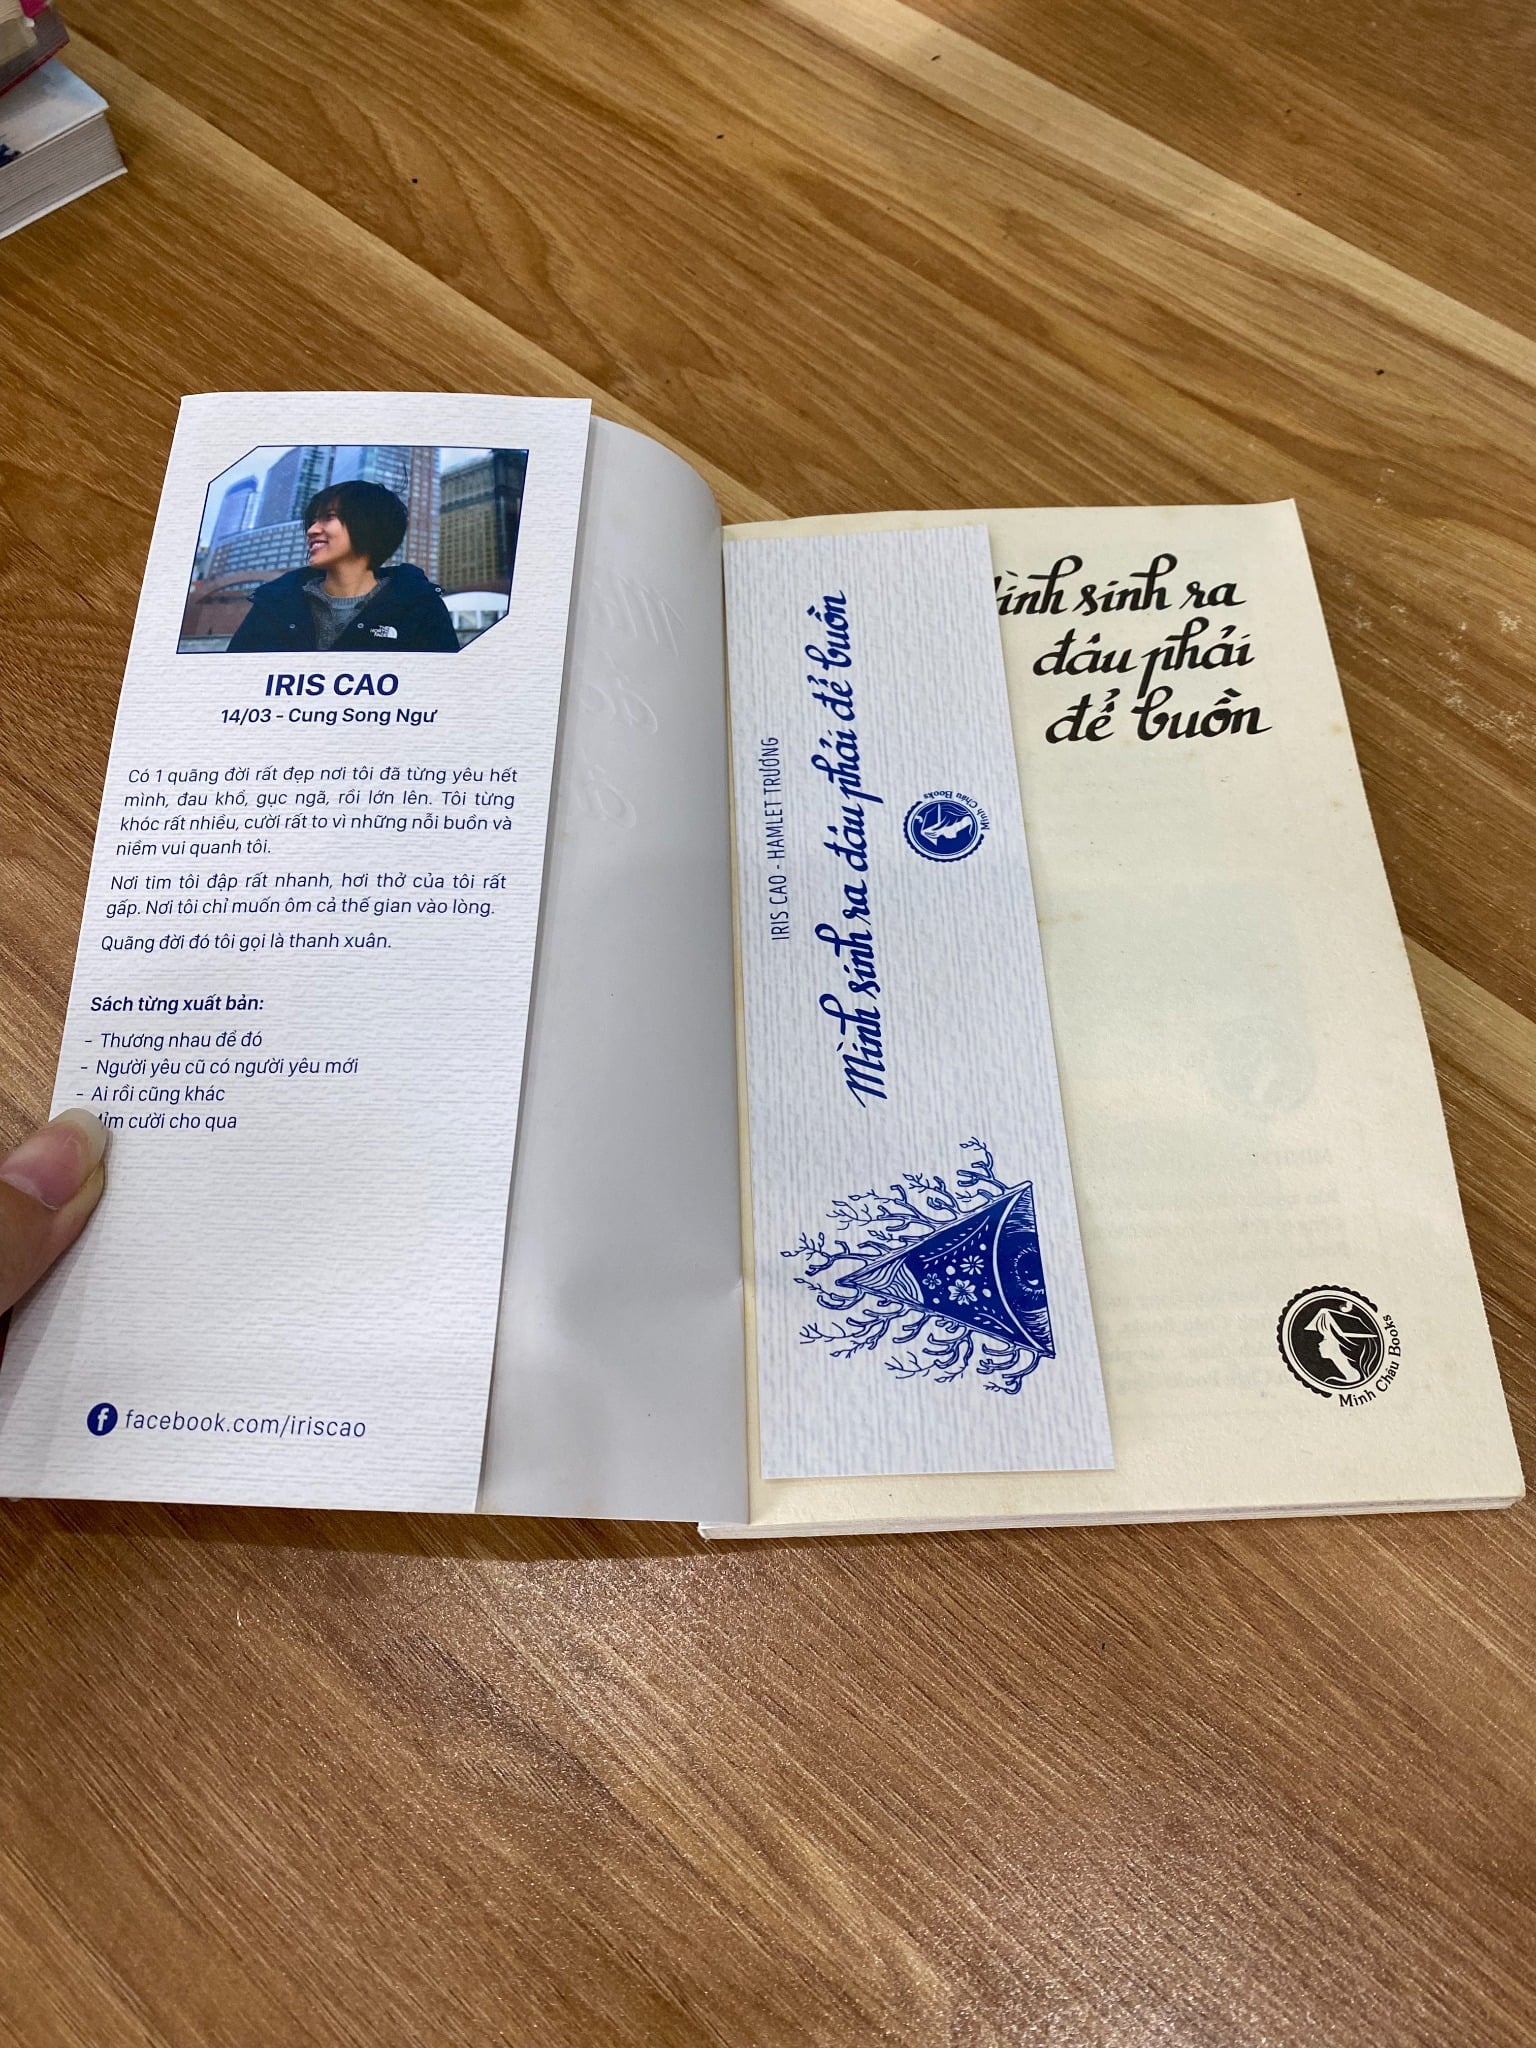 THE
NORTH
FACE
IRIS CAO
14/03 - Cung Song Ngư
Có 1 quãng đời rất đẹp nơi tôi đã từng yêu hết
mình, đau khổ, gục ngã, rồi lớn lên. Tôi từng
khóc rất nhiều, cười rất to vì những nỗi buồn và
niềm vui quanh tôi.
Nơi tim tôi đập rất nhanh, hơi thở của tôi rất
gấp. Nơi tôi chỉ muốn ôm cả thế gian vào lòng.
Quãng đời đó tôi gọi là thanh xuân.
Sách từng xuất bản:
- Thương nhau để đó
- Người yêu cũ có người yêu mới
- Ai rồi cũng khác
cười cho qua
facebook.com/iriscao
IRIS CAO - HAMLET TRƯƠNG
Mình sinh ra đâu phải để buồn
Minh Châu Books
sinh ra
đâu phải
để buồn
Minh Châu Books